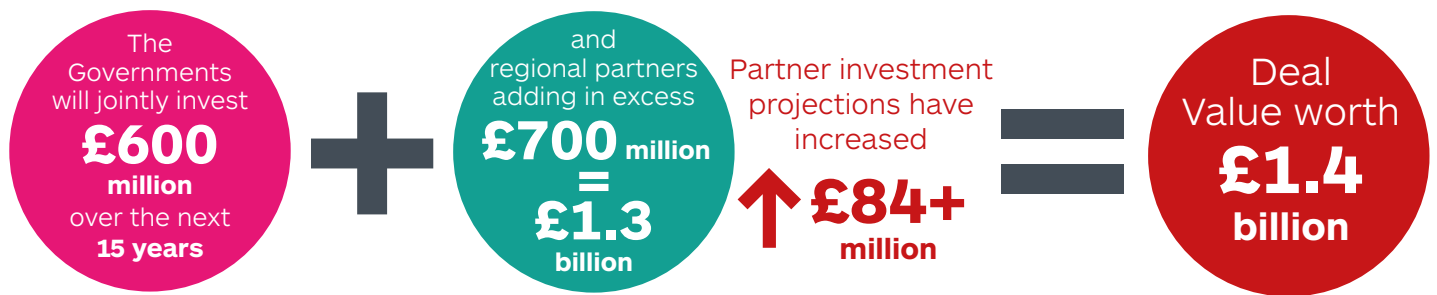 The
Governments
will jointly invest
£600
million
over the next
15 years
+
and
regional partners
adding in excess
£700 million
=
£1.3
billion
Partner investment
projections have
increased
↑ £84+
million
=
Deal
Value worth
£1.4
billion